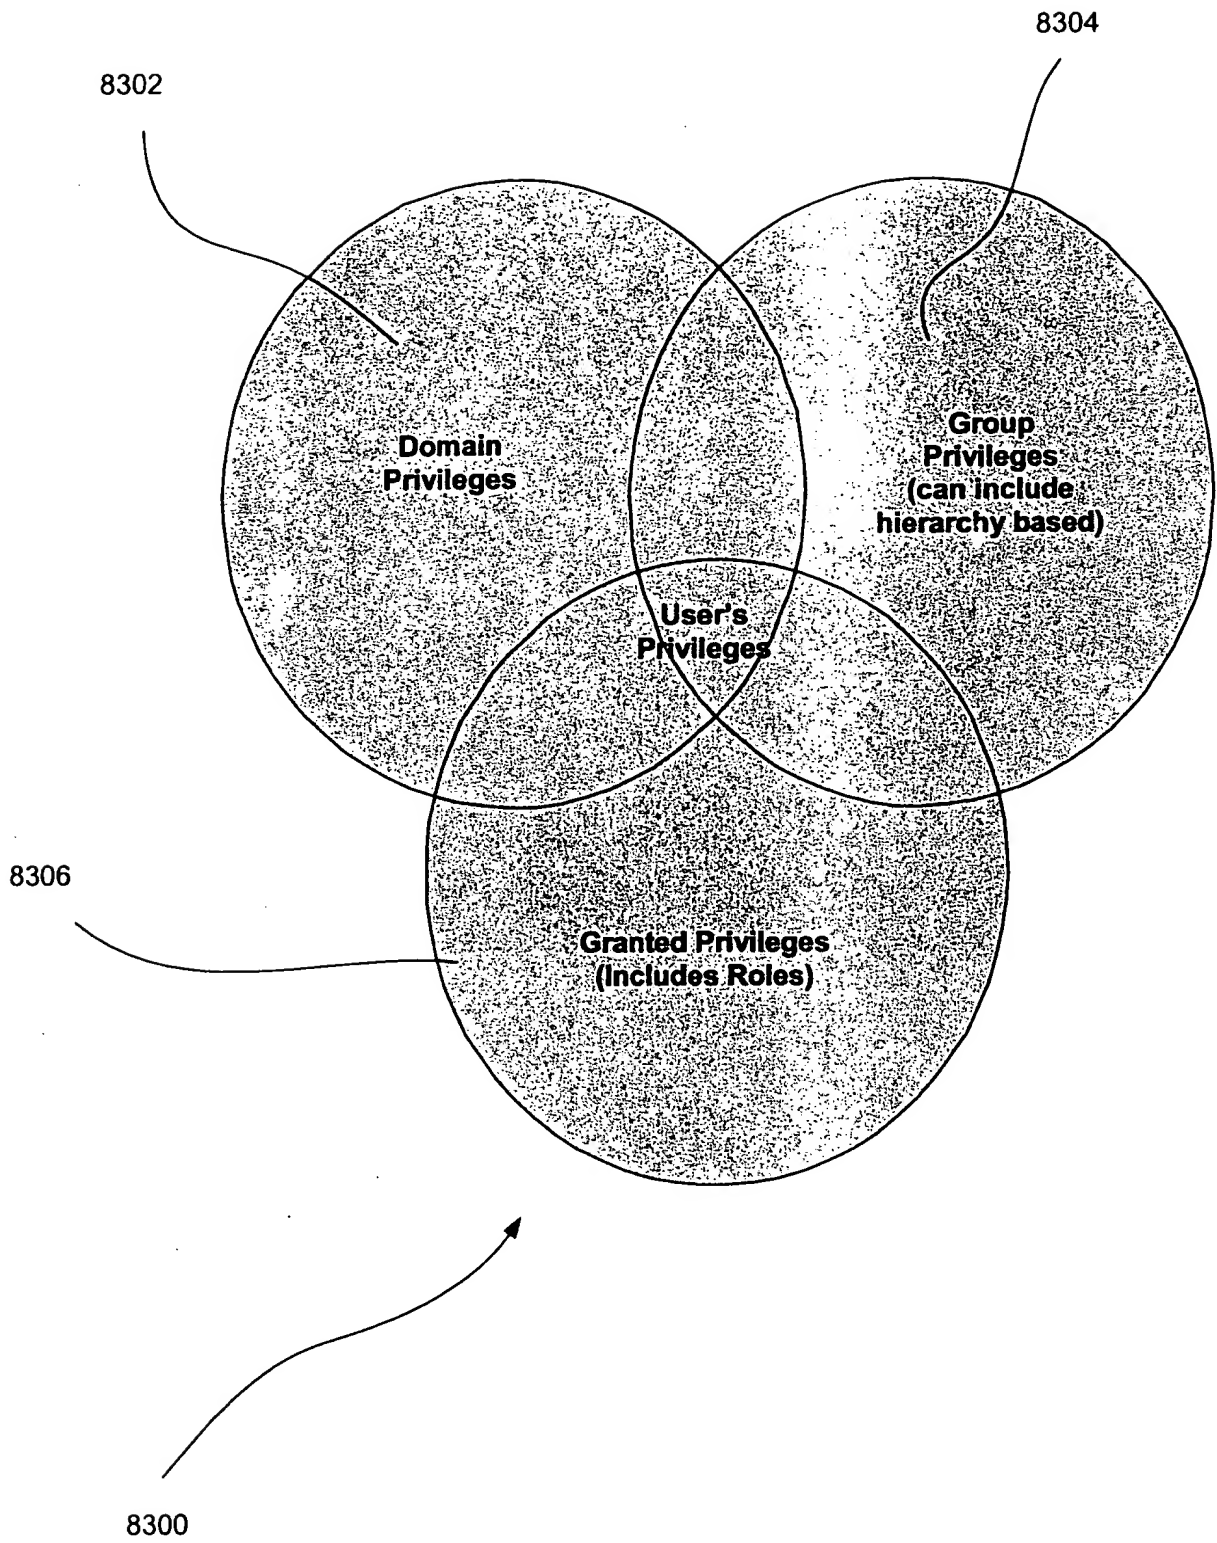 8304
8302
Domain
Privileges
Group
Privileges
(can include
hierarchy based)
User's
Privileges
8306
Granted Privileges
(Includes Roles)
8300